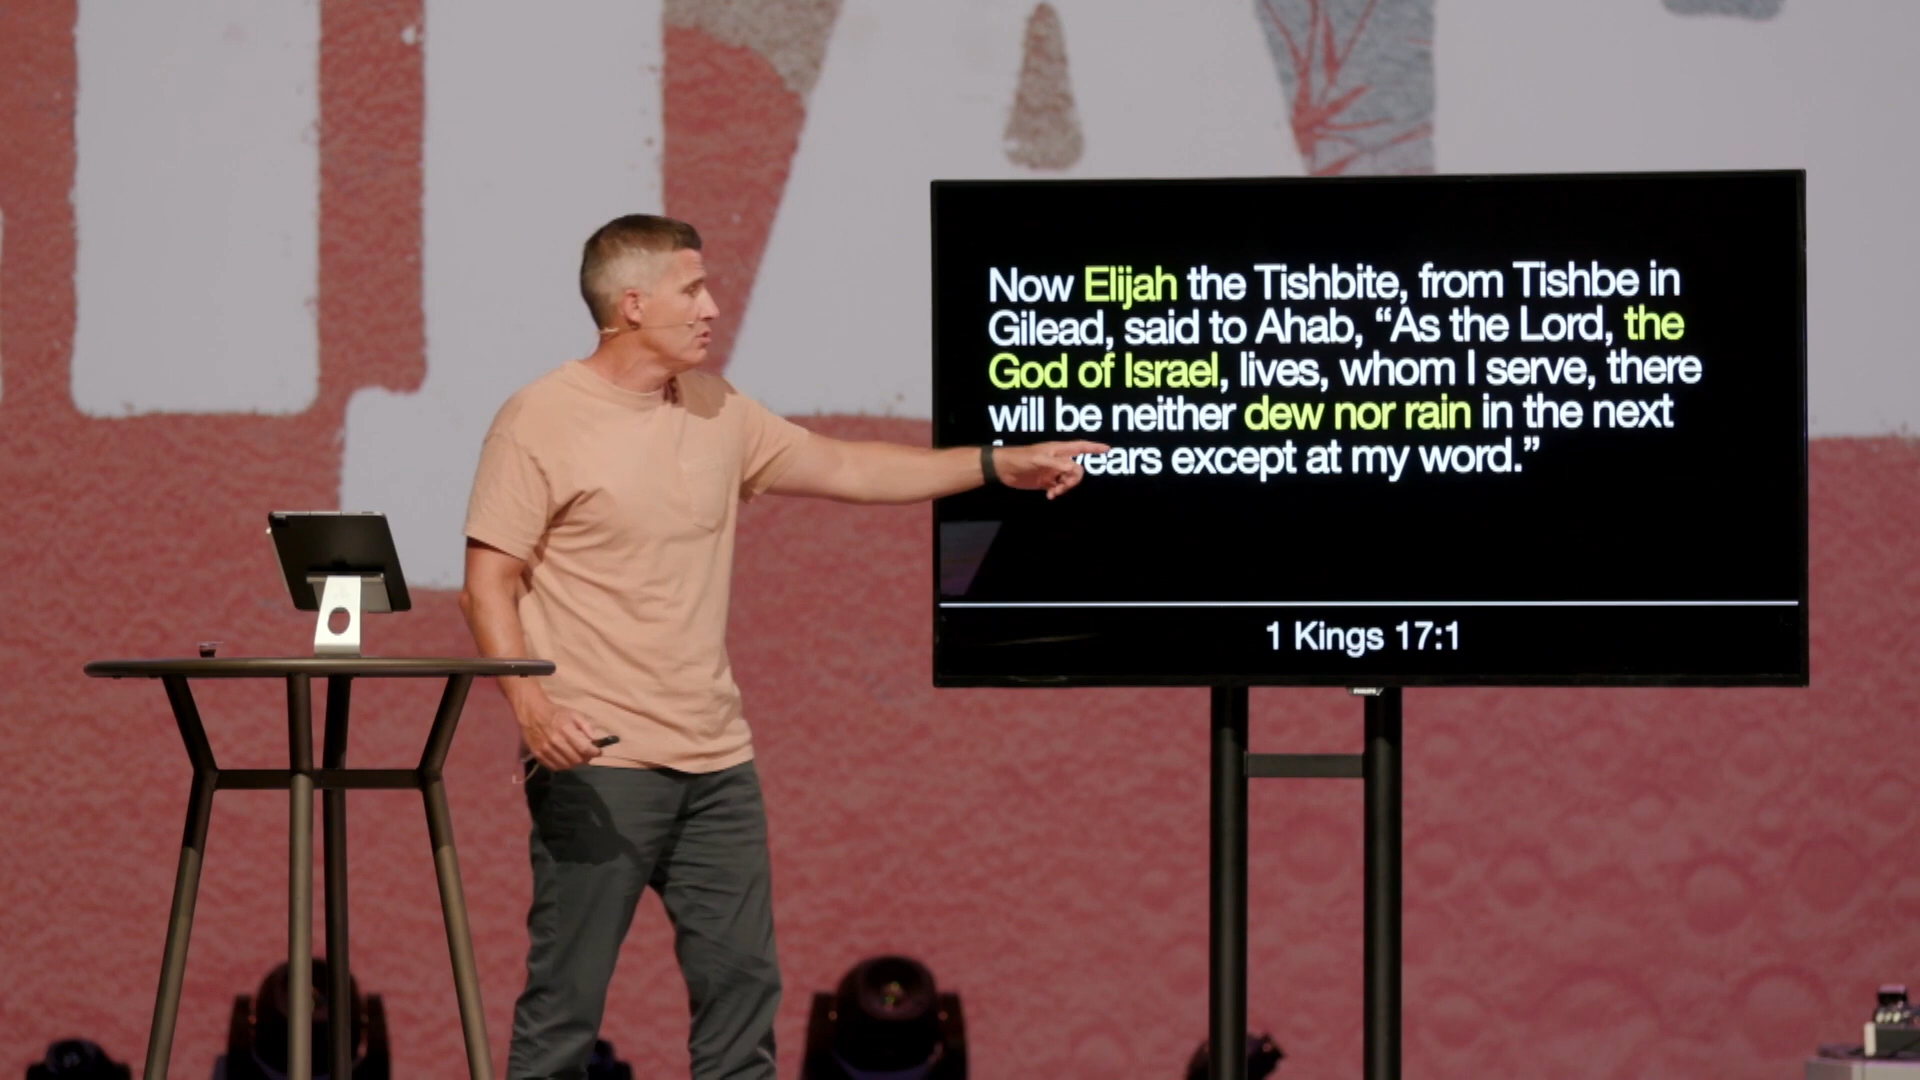 Now Elijah the Tishbite, from Tishbe in
Gilead, said to Ahab, “As the Lord, the
God of Israel, lives, whom I serve, there
will be neither dew nor rain in the next
years except at my word.”
1 Kings 17:1